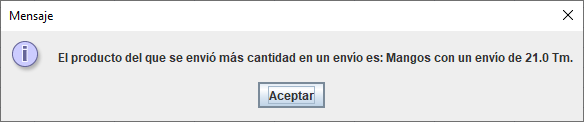 Mensaje
El producto del que se envió más cantidad en un envío es: Mangos con un envío de 21.0 Tm.
Aceptar